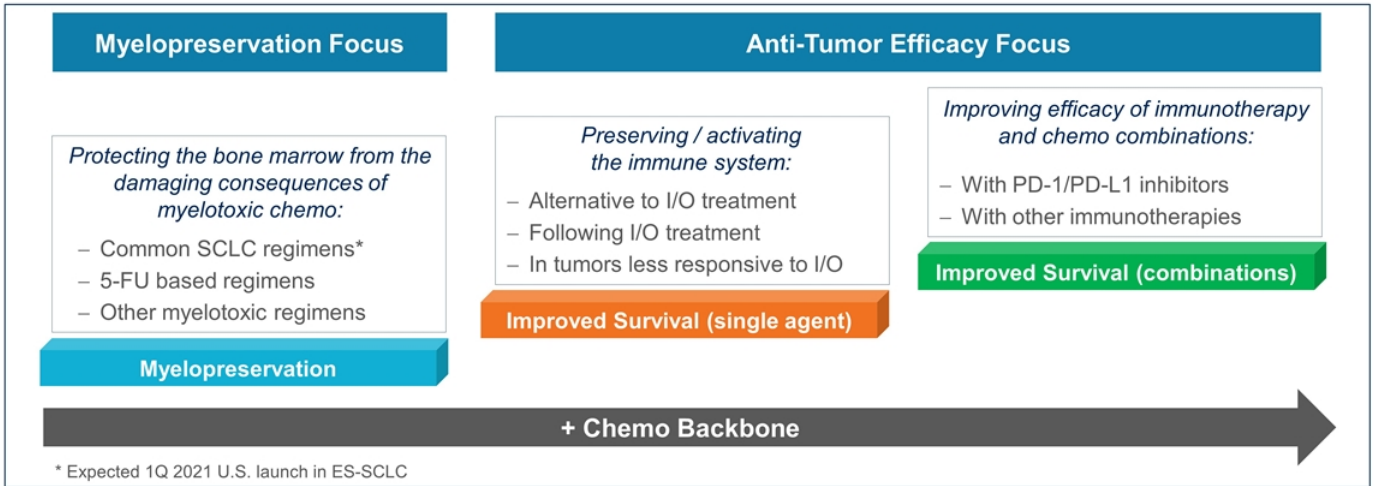 Myelopreservation Focus
Anti-Tumor Efficacy Focus
Protecting the bone marrow from the
damaging consequences of
myelotoxic chemo:
– Common SCLC regimens*
– 5-FU based regimens
– Other myelotoxic regimens
Myelopreservation
Preserving / activating
the immune system:
– Alternative to I/O treatment
– Following I/O treatment
– In tumors less responsive to I/O
Improved Survival (single agent)
Improving efficacy of immunotherapy
and chemo combinations:
– With PD-1/PD-L1 inhibitors
– With other immunotherapies
Improved Survival (combinations)
+ Chemo Backbone
* Expected 1Q 2021 U.S. launch in ES-SCLC